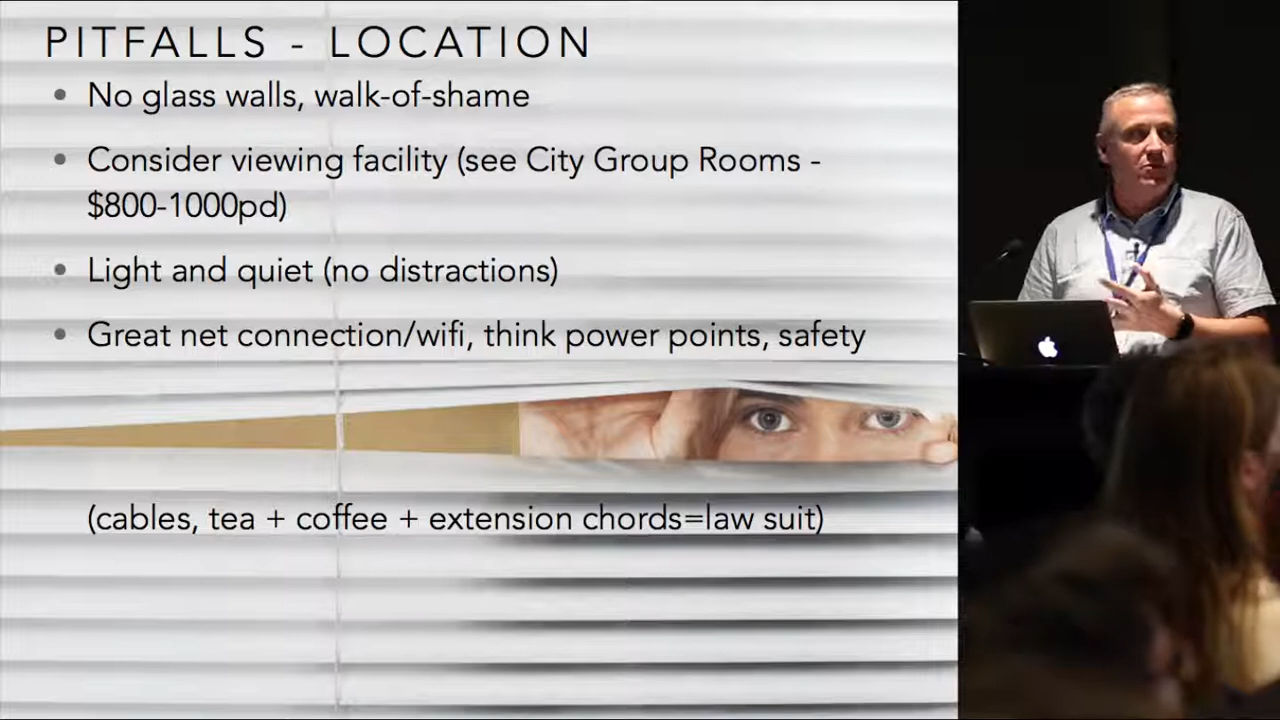 PITFALLS - LOCATION
• No glass walls, walk-of-shame
• Consider viewing facility (see City Group Rooms -
$800-1000pd)
• Light and quiet (no distractions)
• Great net connection/wifi, think power points, safety
(cables, tea + coffee + extension chords=law suit)